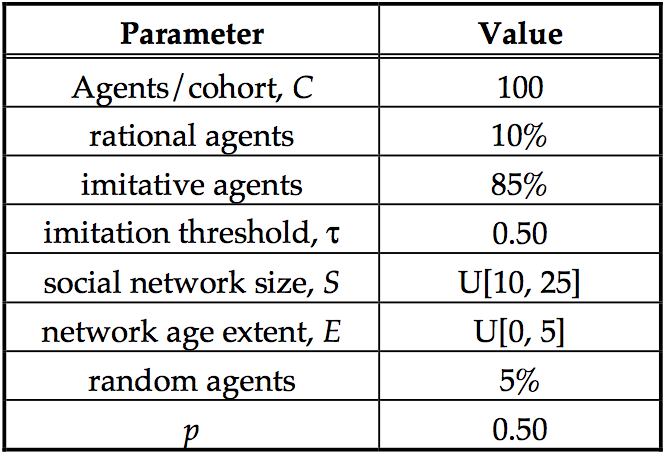 Parameter Value
Agents/cohort, C 100
rational agents 10%
imitative agents 85%
imitation threshold, τ 0.50
social network size, S U[10, 25]
network age extent, E U[0, 5]
random agents 5%
p 0.50